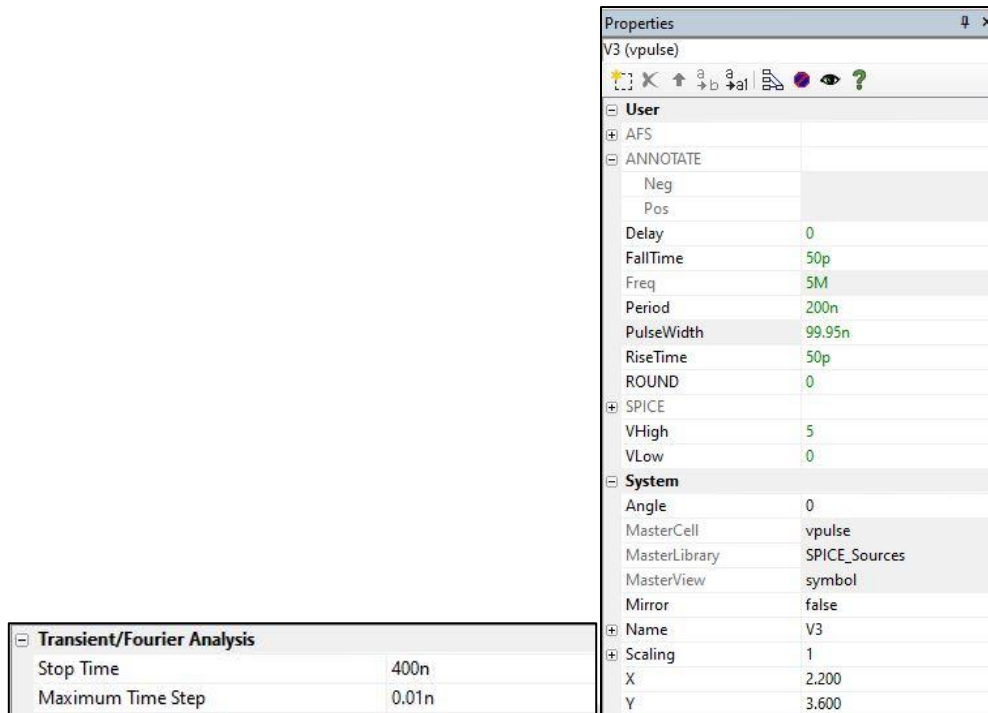 Properties
V3 (vpulse)
User
AFS
ANNOTATE
Neg
Pos
Delay 0
FallTime 50p
Freq 5M
Period 200n
PulseWidth 99.95n
RiseTime 50p
ROUND 0
SPICE
VHigh 5
VLow 0
System
Angle 0
MasterCell vpulse
MasterLibrary SPICE_Sources
MasterView symbol
Mirror false
Name V3
Scaling 1
X 2.200
Y 3.600
Transient/Fourier Analysis
Stop Time 400n
Maximum Time Step 0.01n